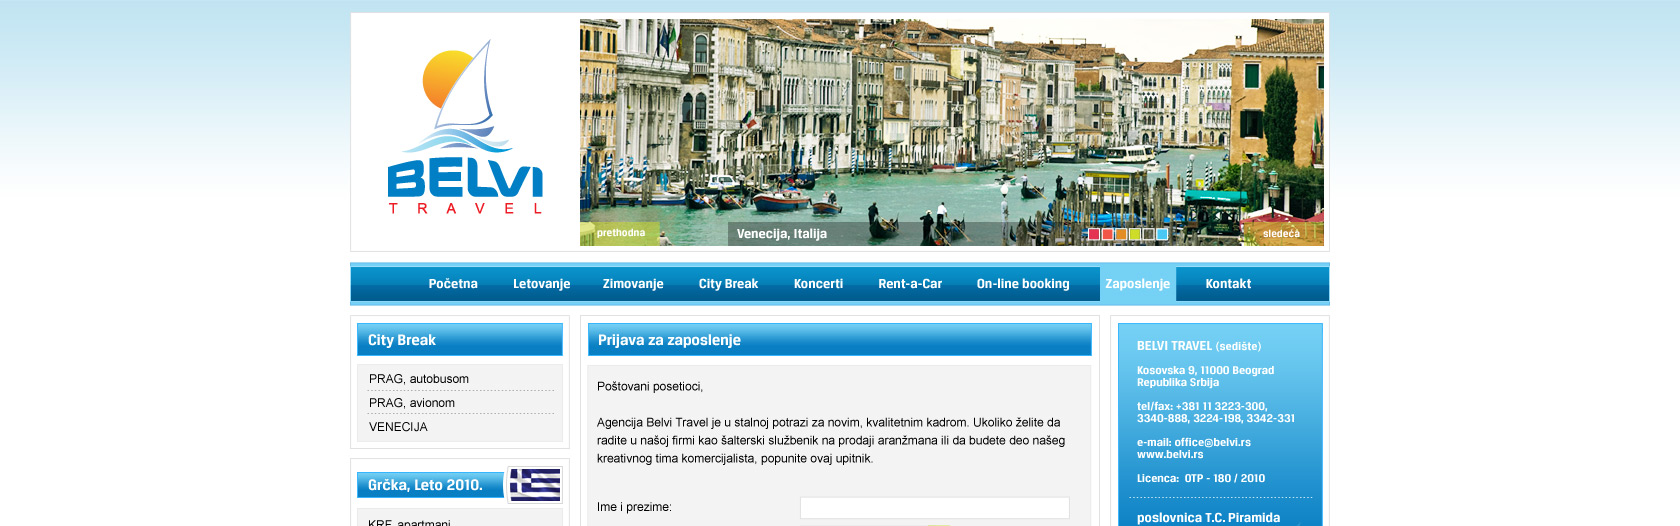 BELVI
TRAVEL
prethodna
Venecija, Italija
sledeća
Početna
Letovanje
Zimovanje
City Break
Koncerti
Rent-a-Car
On-line booking
Zaposlenje
Kontakt
City Break
PRAG, autobusom
PRAG, avionom
VENECIJA
Grčka, Leto 2010.
KRF, apartmani
Prijava za zaposlenje
Poštovani posetioci,
Agencija Belvi Travel je u stalnoj potrazi za novim, kvalitetnim kadrom. Ukoliko želite da
radite u našoj firmi kao šalterski službenik na prodaji aranžmana ili da budete deo našeg
kreativnog tima komercijalista, popunite ovaj upitnik.
Ime i prezime:
BELVI TRAVEL (sedište)
Kosovska 9, 11000 Beograd
Republika Srbija
tel/fax: +381 11 3223-300,
3340-888, 3224-198, 3342-331
e-mail: office@belvi.rs
www.belvi.rs
Licenca: OTP - 180 / 2010
poslovnica T.C. Piramida